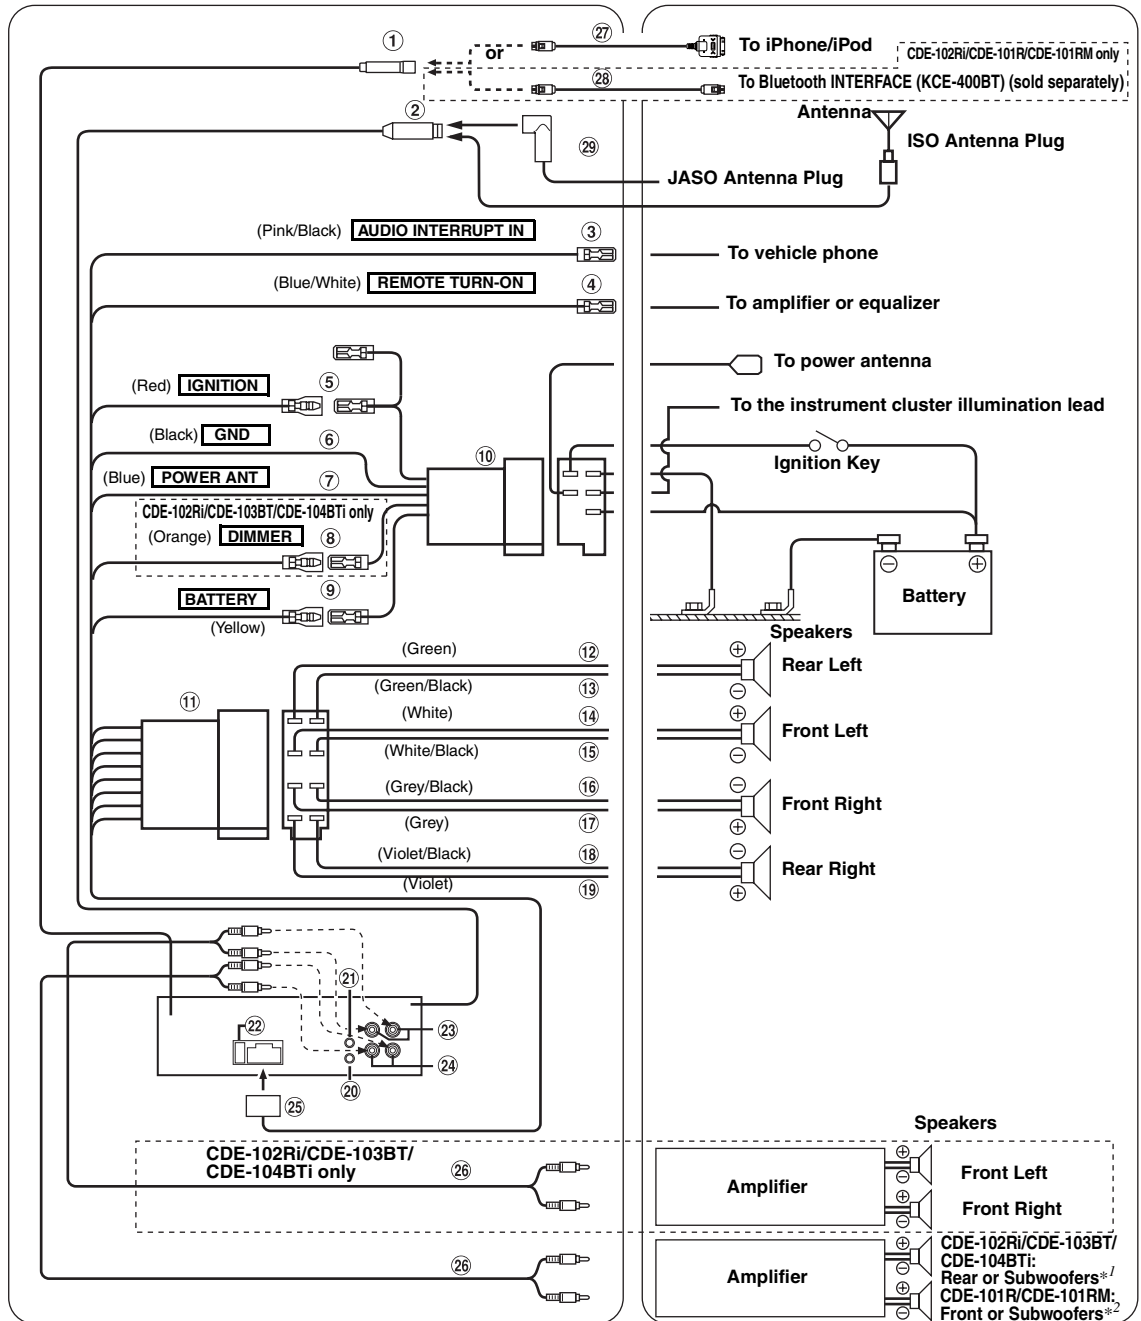 ①
or
㉗
To iPhone/iPod
CDE-102Ri/CDE-101R/CDE-101RM only
㉘
To Bluetooth INTERFACE (KCE-400BT) (sold separately)
②
㉙
Antenna
ISO Antenna Plug
JASO Antenna Plug
(Pink/Black) AUDIO INTERRUPT IN ③
To vehicle phone
(Blue/White) REMOTE TURN-ON ④
To amplifier or equalizer
To power antenna
(Red) IGNITION ⑤
To the instrument cluster illumination lead
(Black) GND ⑥
⑩
Ignition Key
(Blue) POWER ANT ⑦
CDE-102Ri/CDE-103BT/CDE-104BTi only
(Orange) DIMMER ⑧
⊖ ⊕
Battery
BATTERY ⑨
(Yellow)
Speakers
(Green) ⑫
⊕
Rear Left
(Green/Black) ⑬
⊖
⑪
(White) ⑭
⊕
Front Left
(White/Black) ⑮
⊖
(Grey/Black) ⑯
⊖
Front Right
(Grey) ⑰
⊕
(Violet/Black) ⑱
⊖
Rear Right
(Violet) ⑲
⊕
㉑
㉒
㉓
㉔
⑳
㉕
Speakers
CDE-102Ri/CDE-103BT/
CDE-104BTi only
㉖
Amplifier
⊕
⊖
Front Left
⊕
⊖
Front Right
㉖
Amplifier
⊕
⊖
⊕
⊖
CDE-102Ri/CDE-103BT/
CDE-104BTi:
Rear or Subwoofers*1
CDE-101R/CDE-101RM:
Front or Subwoofers*2